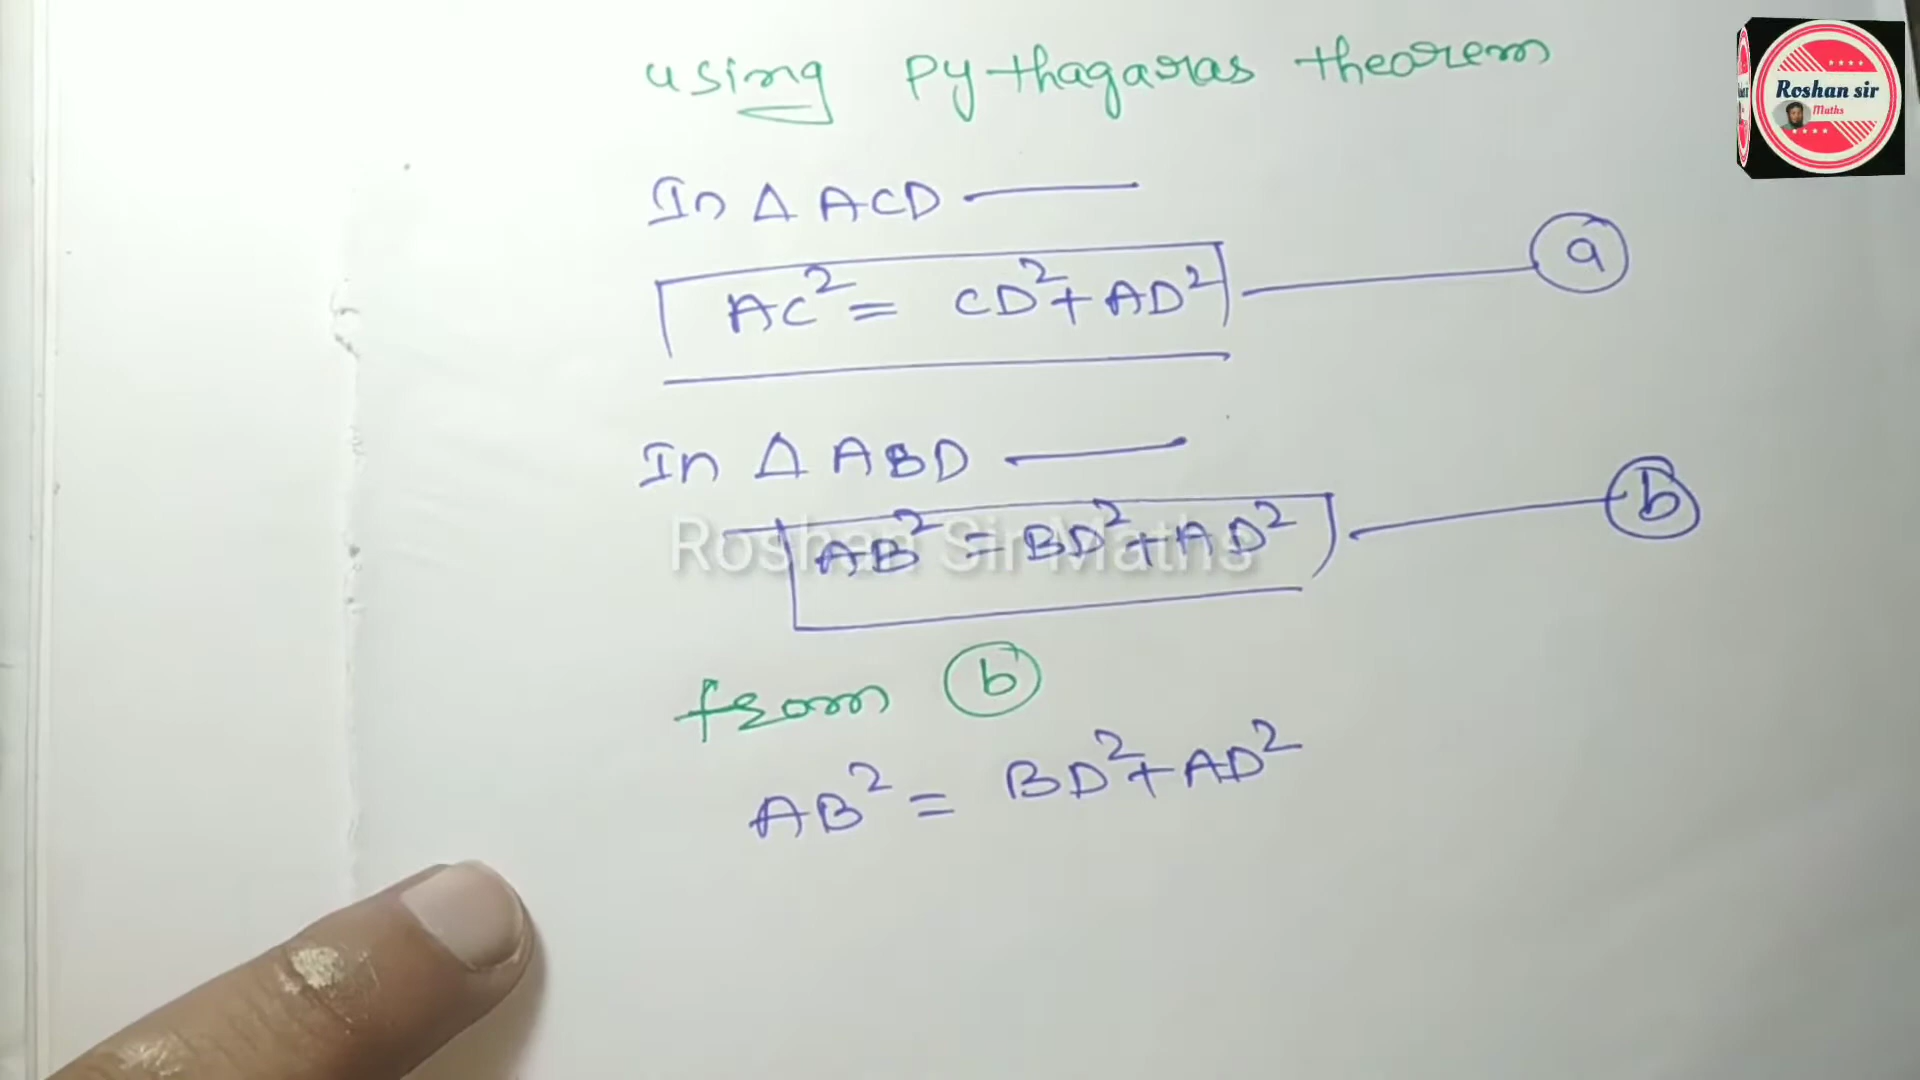 using Pythagaras theorem
Roshan sir
Maths
In Δ ACD
AC² = CD² + AD² a
In Δ ABD
AB² = BD² + AD² b
Roshan Sir Maths
from b
AB² = BD² + AD²